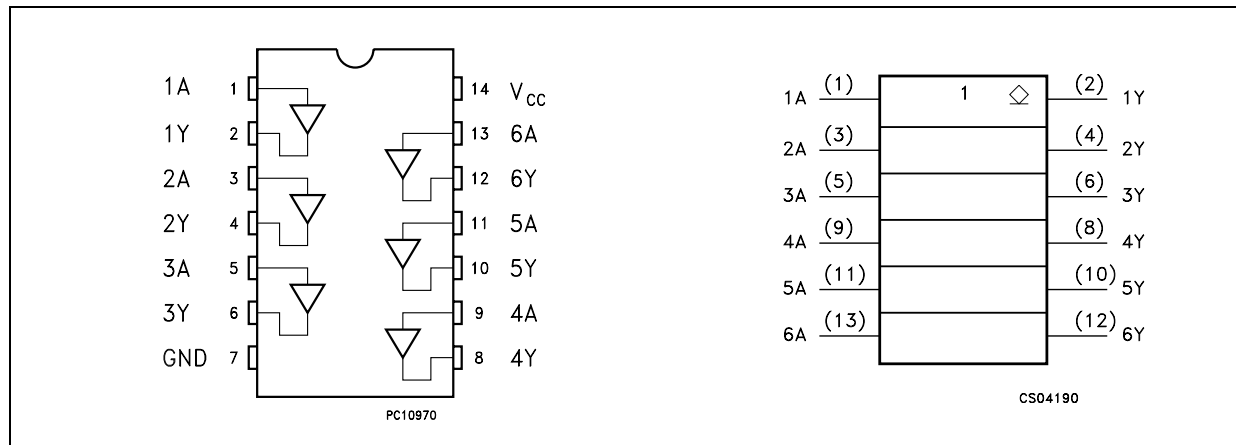 1A 1 14 VCC
1Y 2 13 6A
2A 3 12 6Y
2Y 4 11 5A
3A 5 10 5Y
3Y 6 9 4A
GND 7 8 4Y
PC10970
1 
1A (1) (2) 1Y
2A (3) (4) 2Y
3A (5) (6) 3Y
4A (9) (8) 4Y
5A (11) (10) 5Y
6A (13) (12) 6Y
CS04190